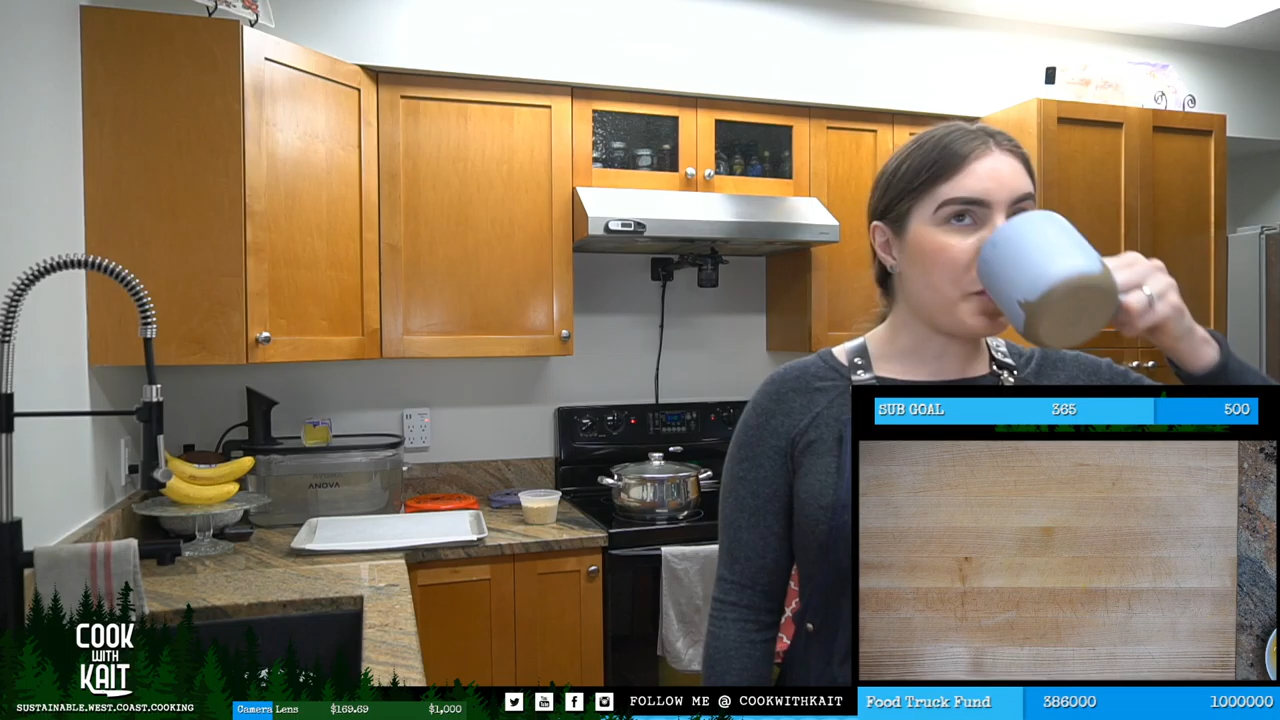 ANOVA
SUB GOAL 365 500
COOK
WITH
KAIT
SUSTAINABLE.WEST.COAST.COOKING
Camera Lens $169.69 $1,000
FOLLOW ME @ COOKWITHKAIT
Food Truck Fund 386000 1000000